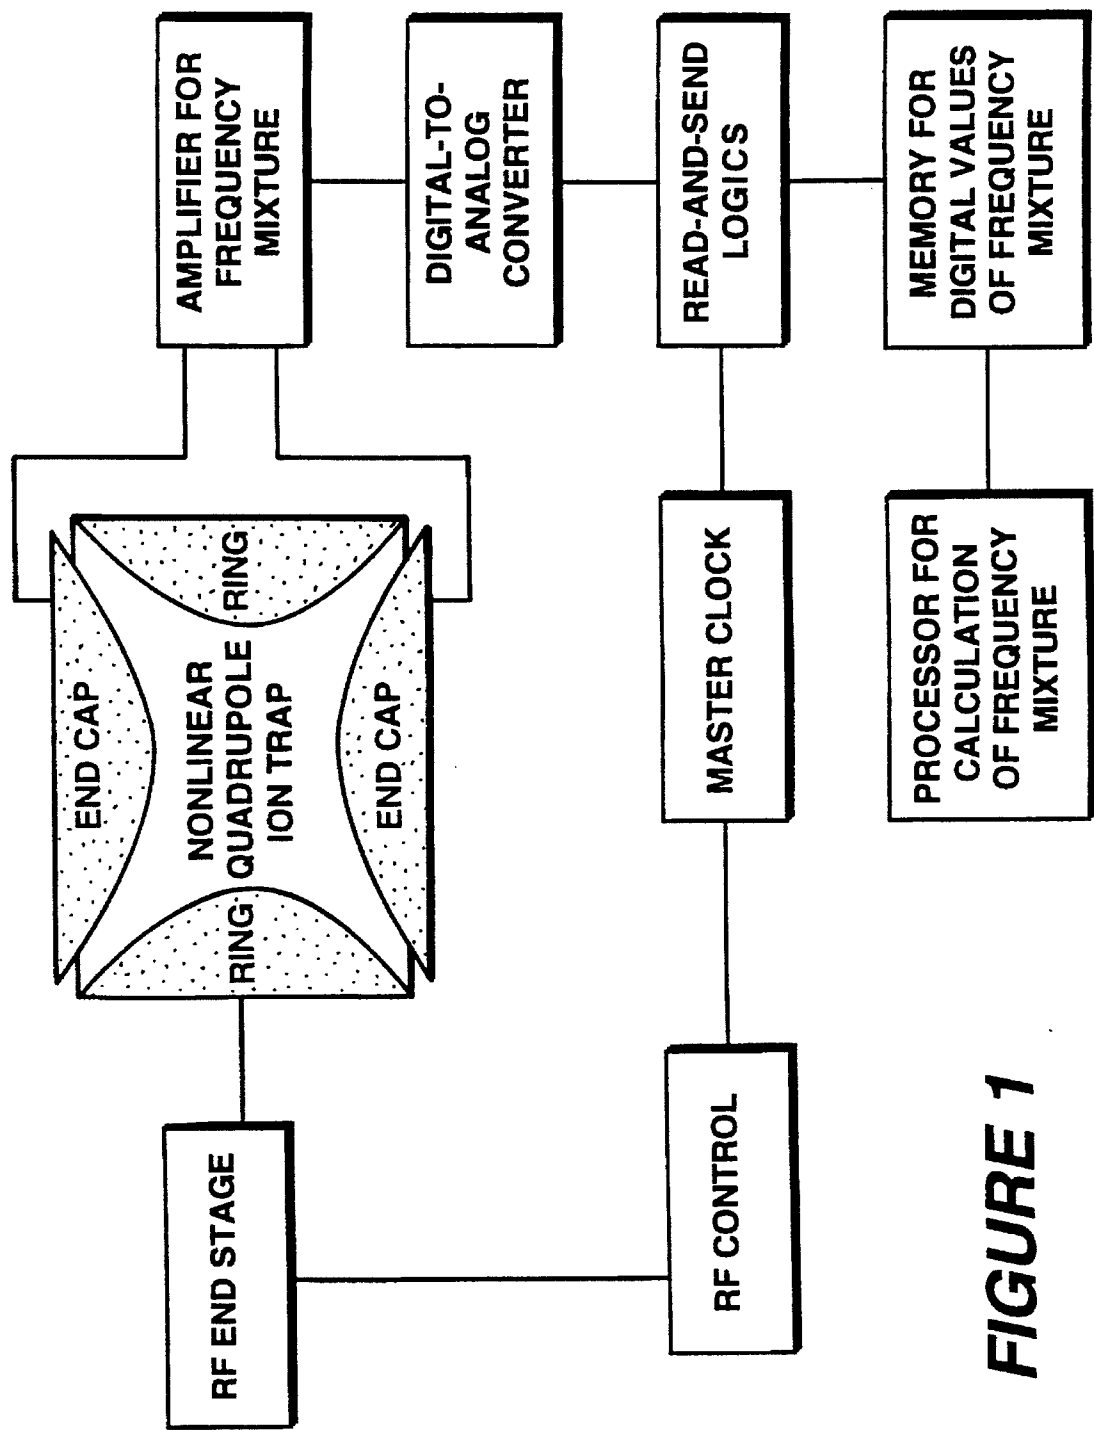 AMPLIFIER FOR
FREQUENCY
MIXTURE
DIGITAL-TO-
ANALOG
CONVERTER
READ-AND-SEND
LOGICS
MEMORY FOR
DIGITAL VALUES
OF FREQUENCY
MIXTURE
END CAP
RING
NONLINEAR
QUADRUPOLE
ION TRAP
RING
END CAP
MASTER CLOCK
PROCESSOR FOR
CALCULATION
OF FREQUENCY
MIXTURE
RF END STAGE
RF CONTROL
FIGURE 1